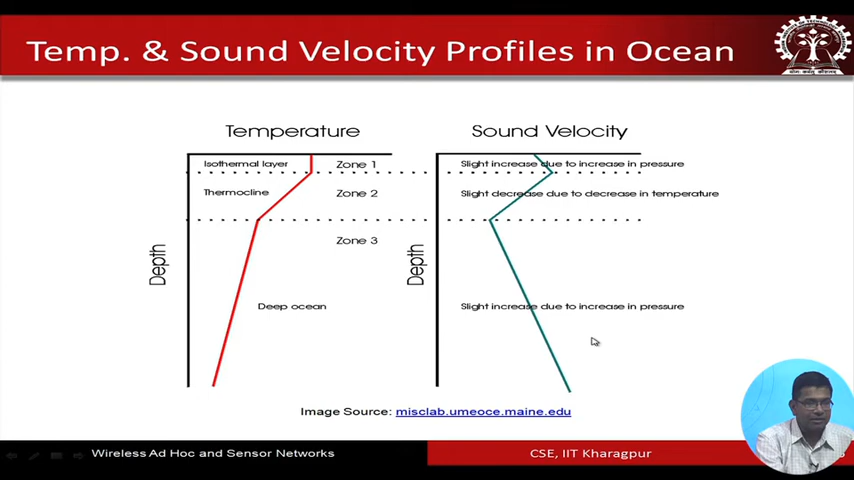 Temp. & Sound Velocity Profiles in Ocean
Temperature
Sound Velocity
Isothermal layer
Zone 1
Slight increase due to increase in pressure
Thermocline
Zone 2
Slight decrease due to decrease in temperature
Zone 3
Depth
Depth
Deep ocean
Slight increase due to increase in pressure
Image Source: misclab.umeoce.maine.edu
Wireless Ad Hoc and Sensor Networks
CSE, IIT Kharagpur